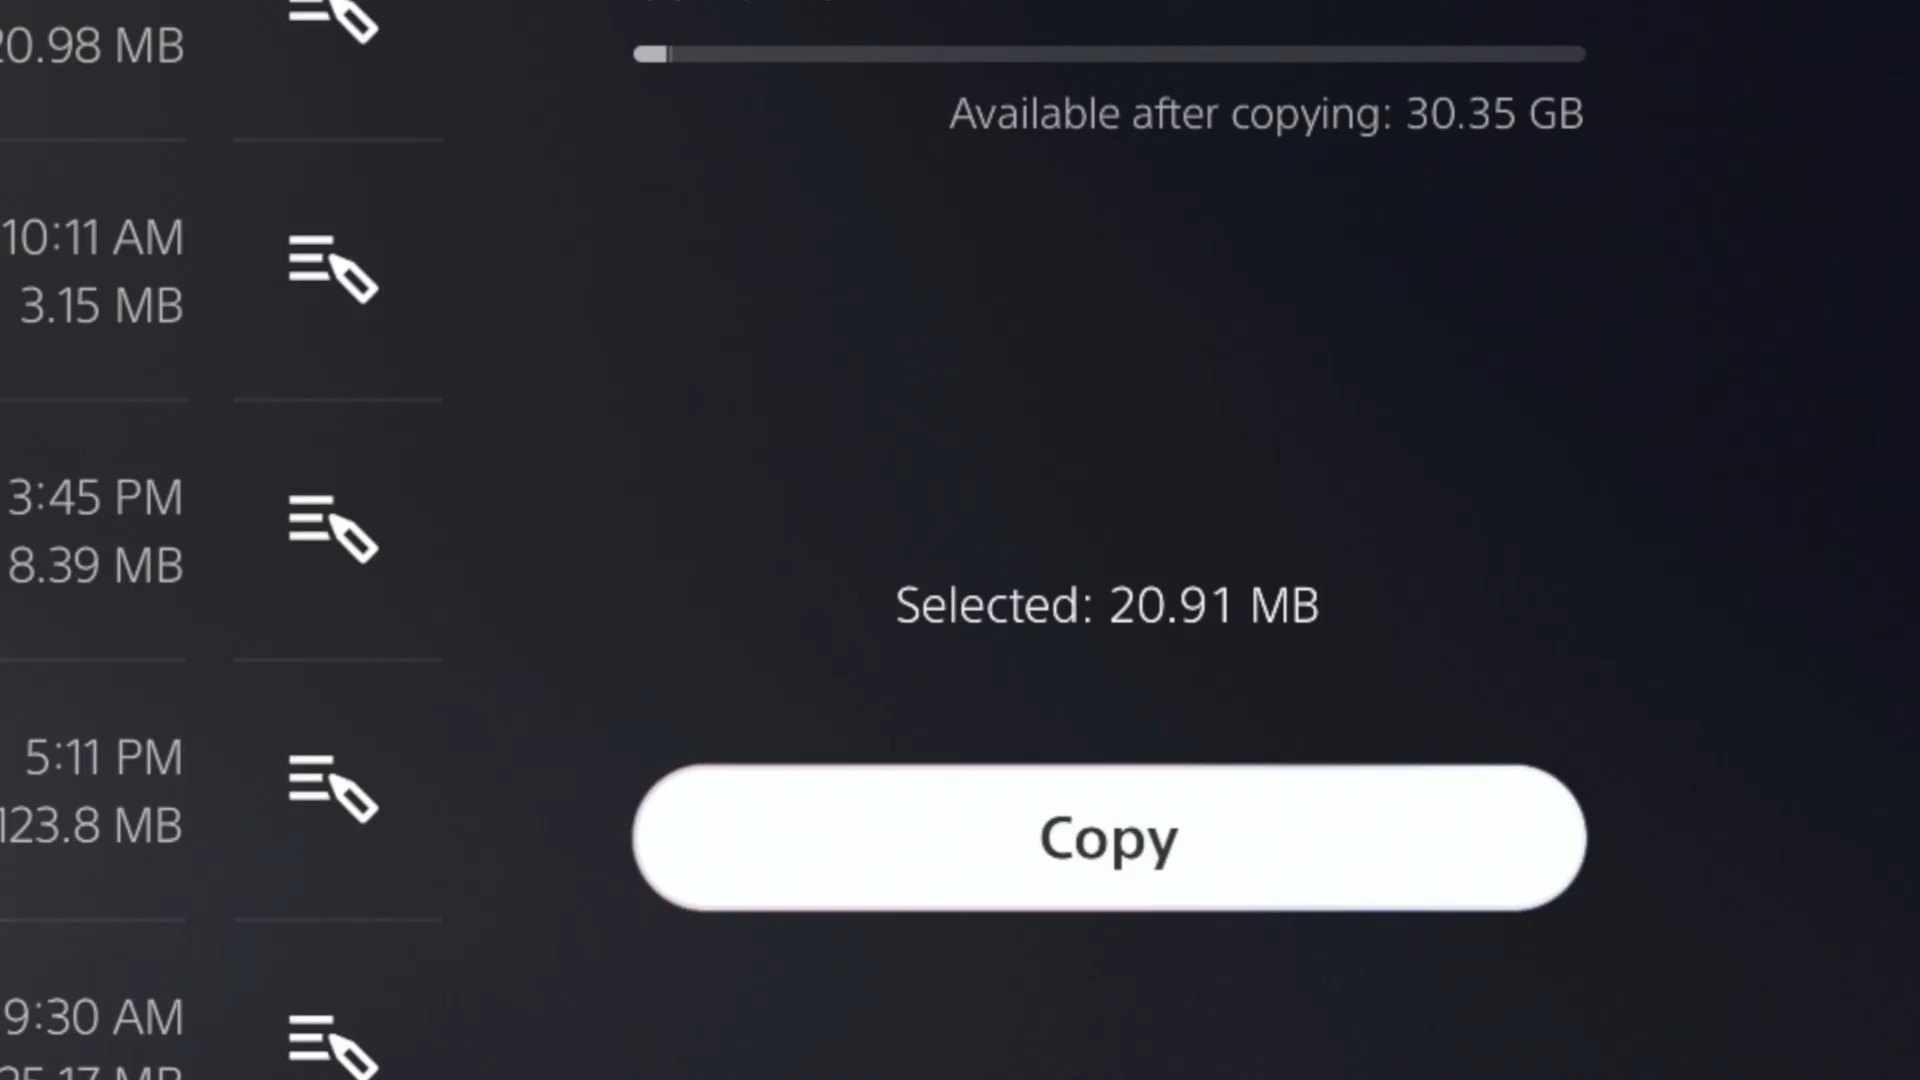 20.98 MB
10:11 AM
3.15 MB
3:45 PM
8.39 MB
5:11 PM
123.8 MB
9:30 AM
Available after copying: 30.35 GB
Selected: 20.91 MB
Copy